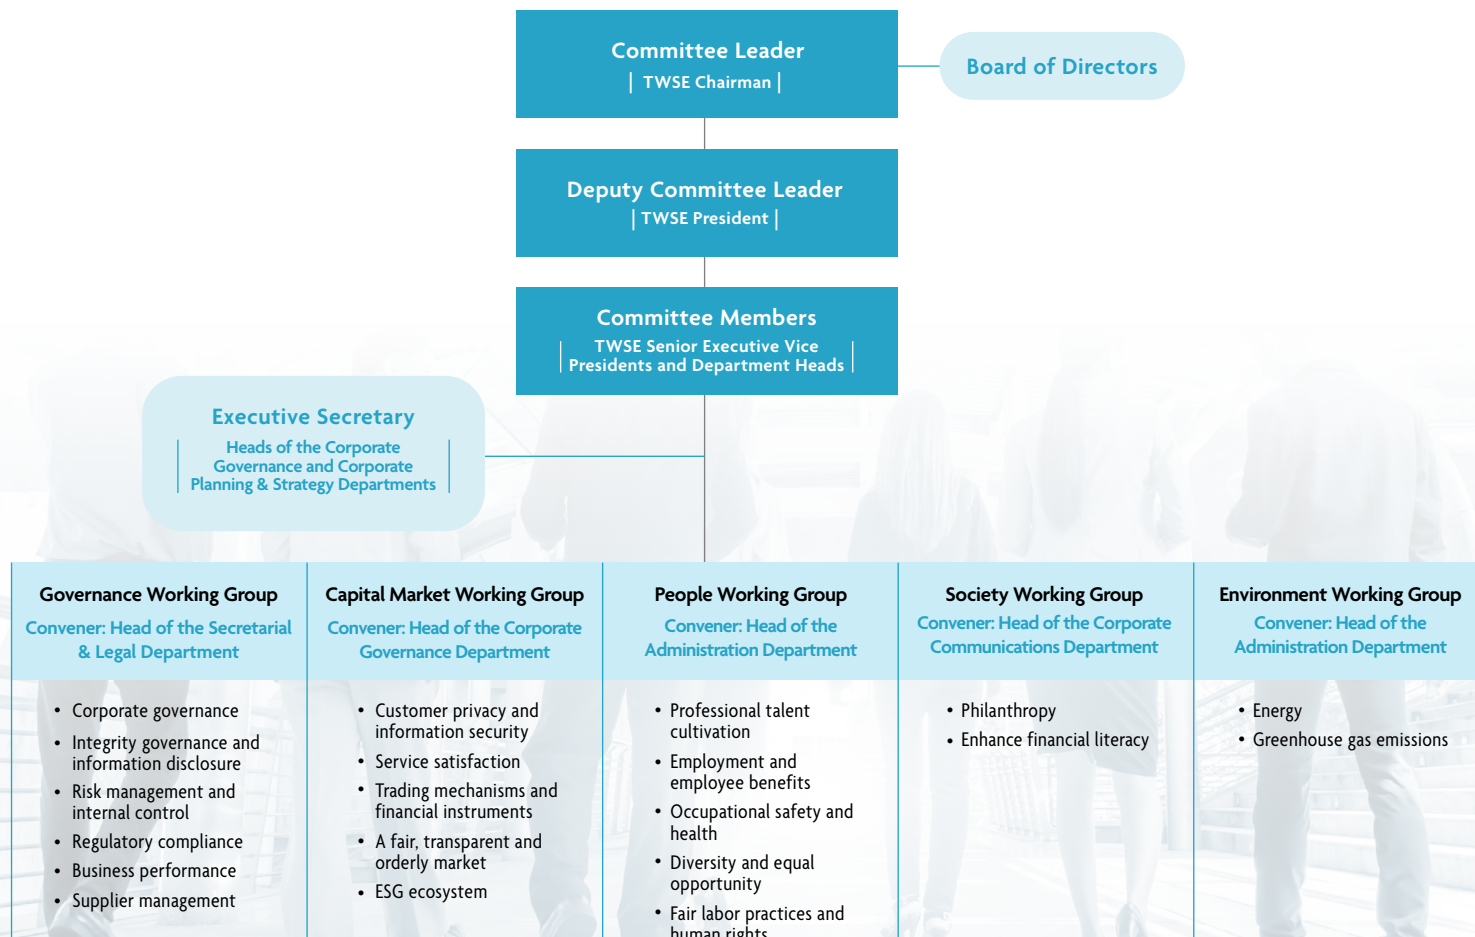 Committee Leader
TWSE Chairman
Board of Directors
Deputy Committee Leader
TWSE President
Committee Members
TWSE Senior Executive Vice
Presidents and Department Heads
Executive Secretary
Heads of the Corporate
Governance and Corporate
Planning & Strategy Departments
Governance Working Group
Convener: Head of the Secretarial
& Legal Department
• Corporate governance
• Integrity governance and
information disclosure
• Risk management and
internal control
• Regulatory compliance
• Business performance
• Supplier management
Capital Market Working Group
Convener: Head of the Corporate
Governance Department
• Customer privacy and
information security
• Service satisfaction
• Trading mechanisms and
financial instruments
• A fair, transparent and
orderly market
• ESG ecosystem
People Working Group
Convener: Head of the
Administration Department
• Professional talent
cultivation
• Employment and
employee benefits
• Occupational safety and
health
• Diversity and equal
opportunity
• Fair labor practices and
human rights
Society Working Group
Convener: Head of the Corporate
Communications Department
• Philanthropy
• Enhance financial literacy
Environment Working Group
Convener: Head of the
Administration Department
• Energy
• Greenhouse gas emissions